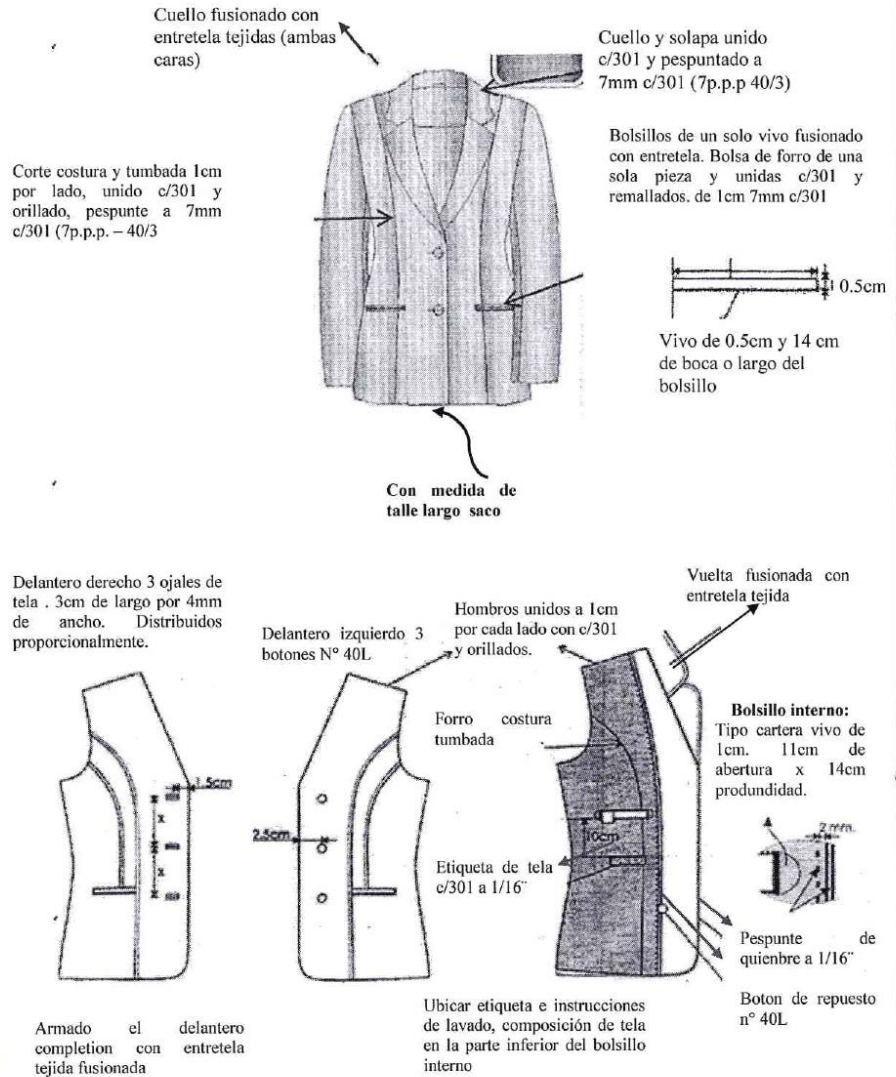 Cuello fusionado con
entretela tejidas (ambas
caras)
Cuello y solapa unido
c/301 y pespuntado a
7mm c/301 (7p.p.p 40/3)
Corte costura y tumbada 1cm
por lado, unido c/301 y
orillado, pespunte a 7mm
c/301 (7p.p.p. – 40/3
Bolsillos de un solo vivo fusionado
con entretela. Bolsa de forro de una
sola pieza y unidas c/301 y
remallados. de 1cm 7mm c/301
0.5cm
Vivo de 0.5cm y 14 cm
de boca o largo del
bolsillo
Con medida de
talle largo saco
Delantero derecho 3 ojales de
tela . 3cm de largo por 4mm
de ancho. Distribuidos
proporcionalmente.
Delantero izquierdo 3
botones N° 40L
Hombros unidos a 1cm
por cada lado con c/301
y orillados.
Vuelta fusionada con
entretela tejida
Forro costura
tumbada
Bolsillo interno:
Tipo cartera vivo de
1cm. 11cm de
abertura x 14cm
produndidad.
1.5cm
x
x
2.5cm
10cm
2 mm.
Etiqueta de tela
c/301 a 1/16¨
Pespunte de
quienbre a 1/16¨
Boton de repuesto
n° 40L
Armado el delantero
completion con entretela
tejida fusionada
Ubicar etiqueta e instrucciones
de lavado, composición de tela
en la parte inferior del bolsillo
interno